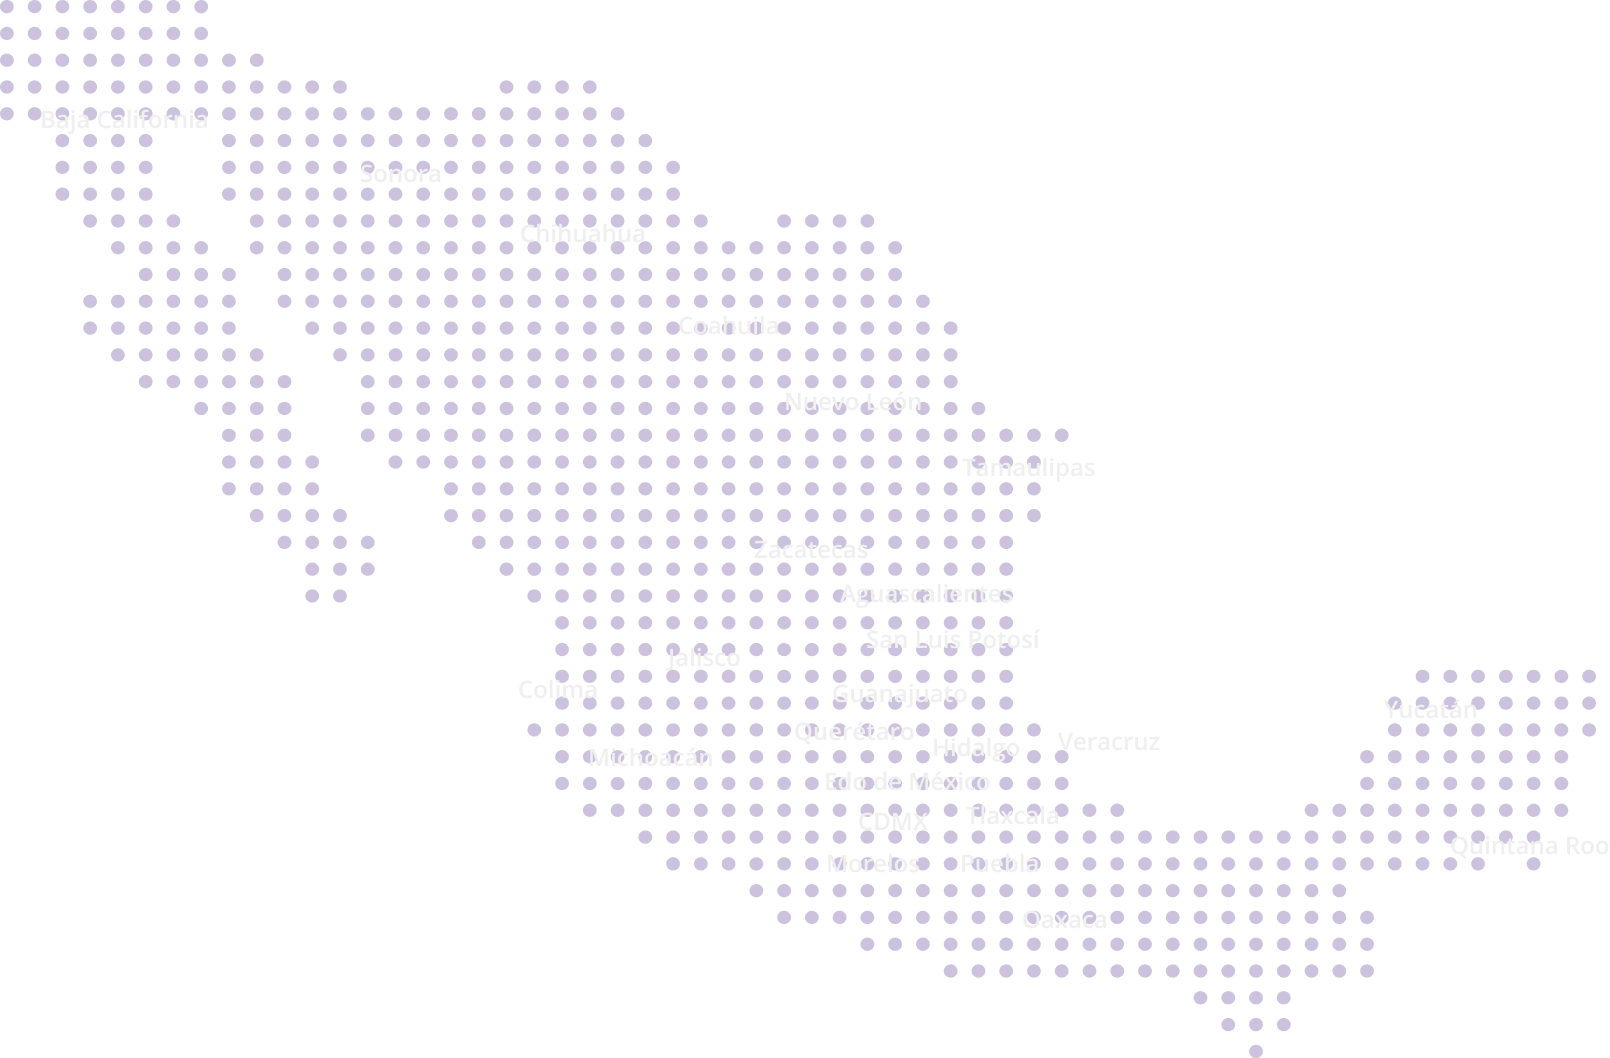 Baja California
Sonora
Chihuahua
Coahuila
Nuevo León
Tamaulipas
Zacatecas
Aguascalientes
San Luis Potosí
Jalisco
Colima
Guanajuato
Yucatán
Querétaro
Hidalgo
Veracruz
Michoacán
Edo de México
Tlaxcala
CDMX
Quintana Roo
Morelos
Puebla
Oaxaca